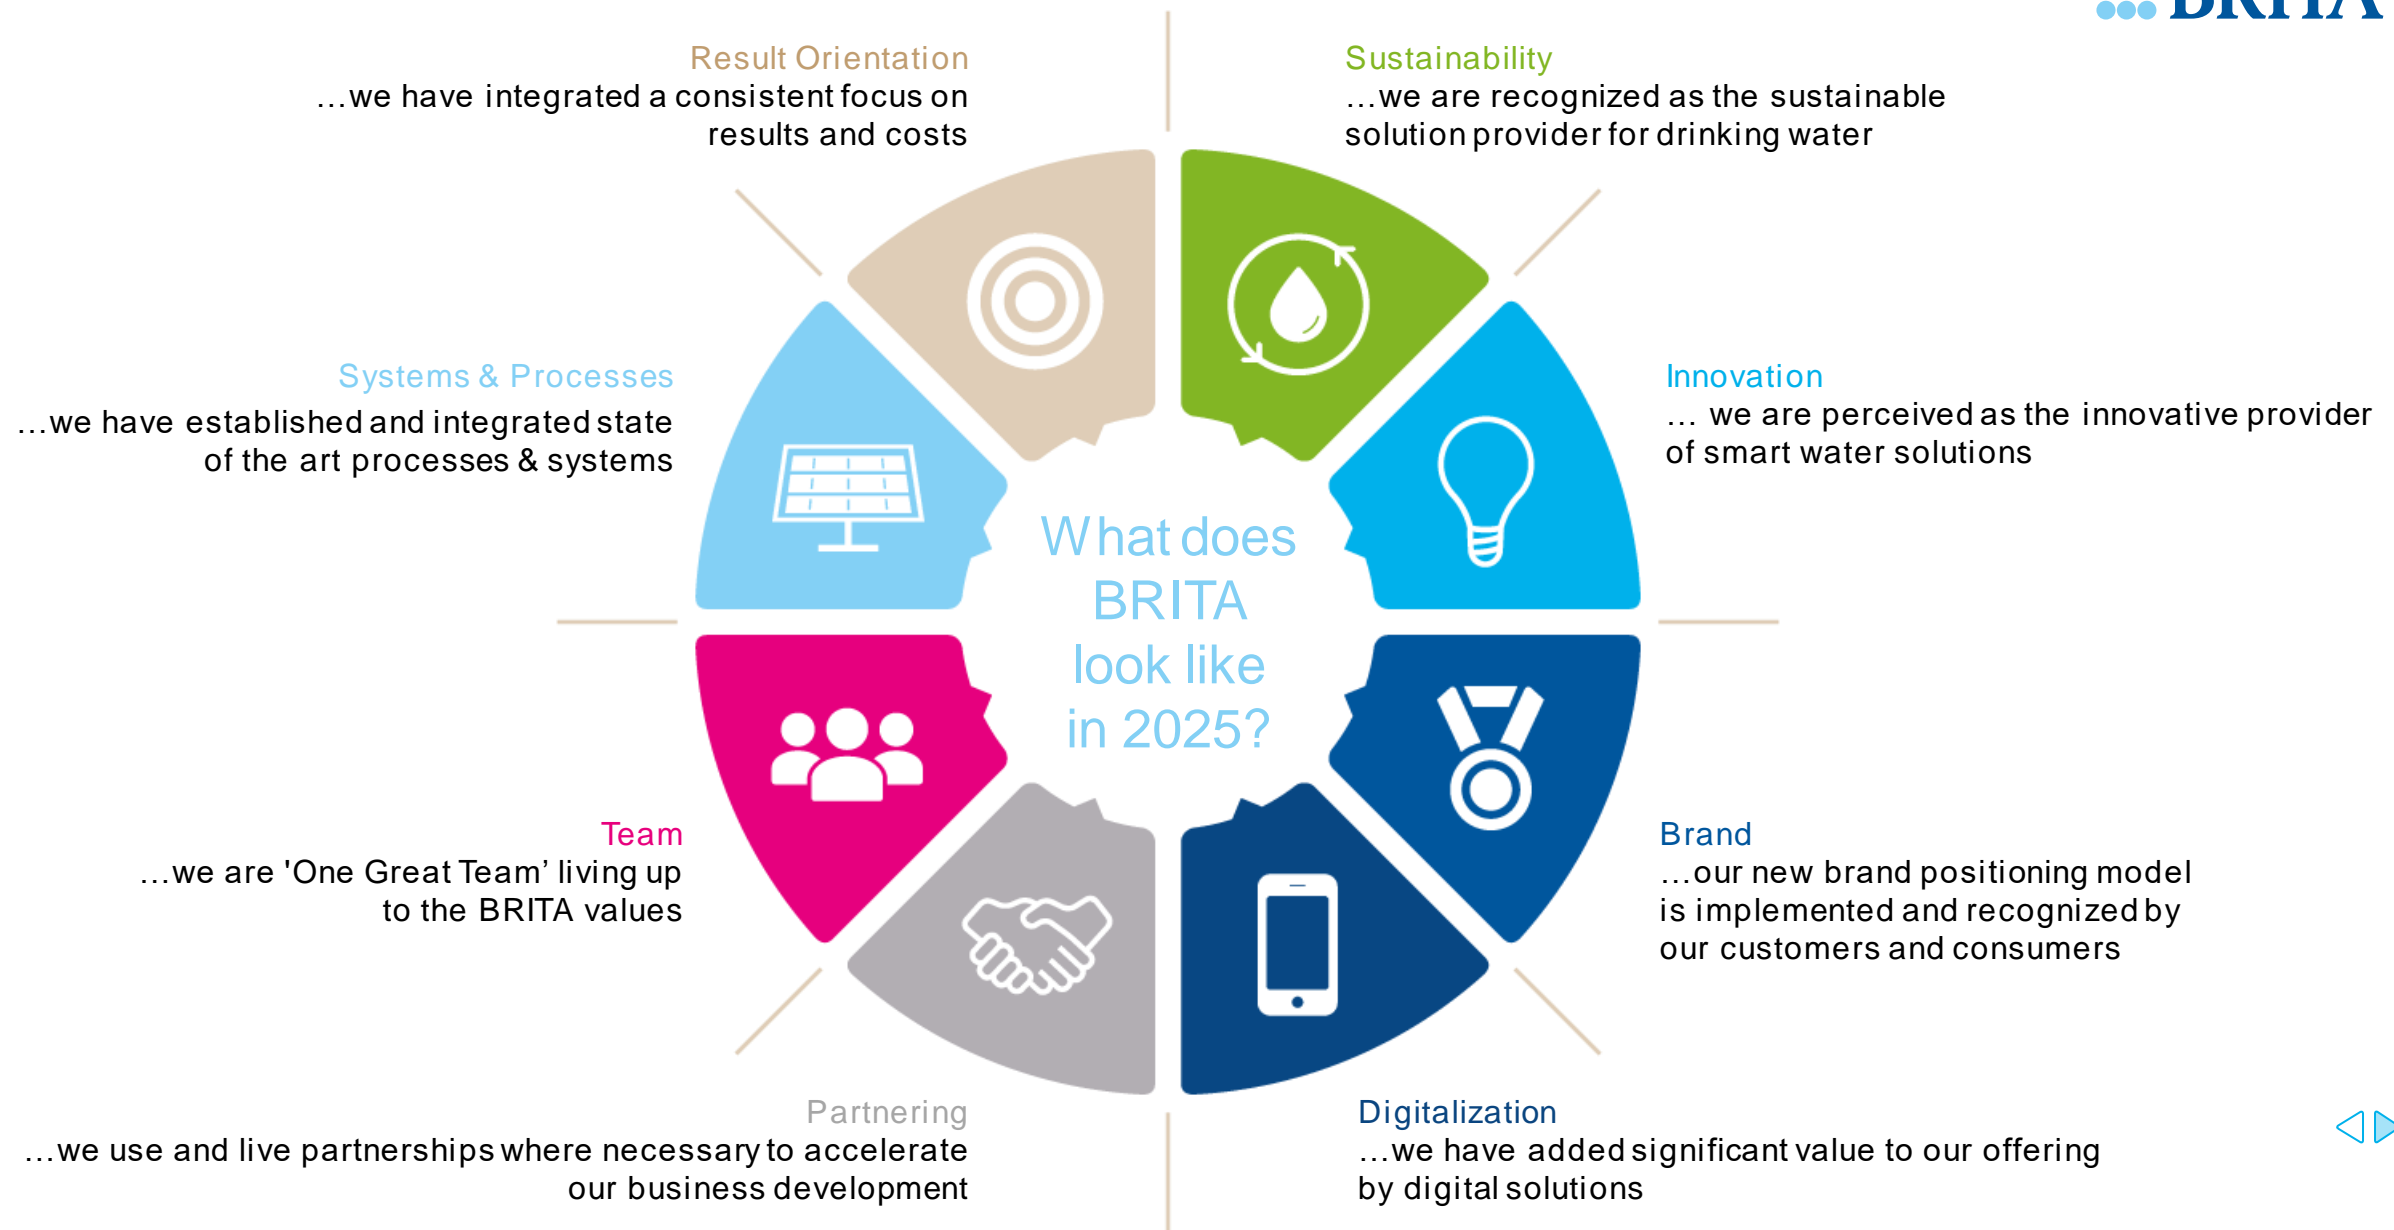 BRITA
Result Orientation
…we have integrated a consistent focus on
results and costs
Sustainability
…we are recognized as the sustainable
solution provider for drinking water
Systems & Processes
…we have established and integrated state
of the art processes & systems
Innovation
… we are perceived as the innovative provider
of smart water solutions
What does
BRITA
look like
in 2025?
Team
…we are 'One Great Team’ living up
to the BRITA values
Brand
…our new brand positioning model
is implemented and recognized by
our customers and consumers
Partnering
…we use and live partnerships where necessary to accelerate
our business development
Digitalization
…we have added significant value to our offering
by digital solutions